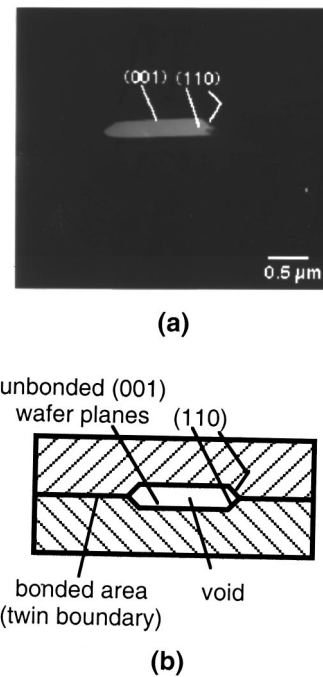 (001) (110)
0.5 µm
(a)
unbonded (001)
wafer planes (110)
bonded area void
(twin boundary)
(b)